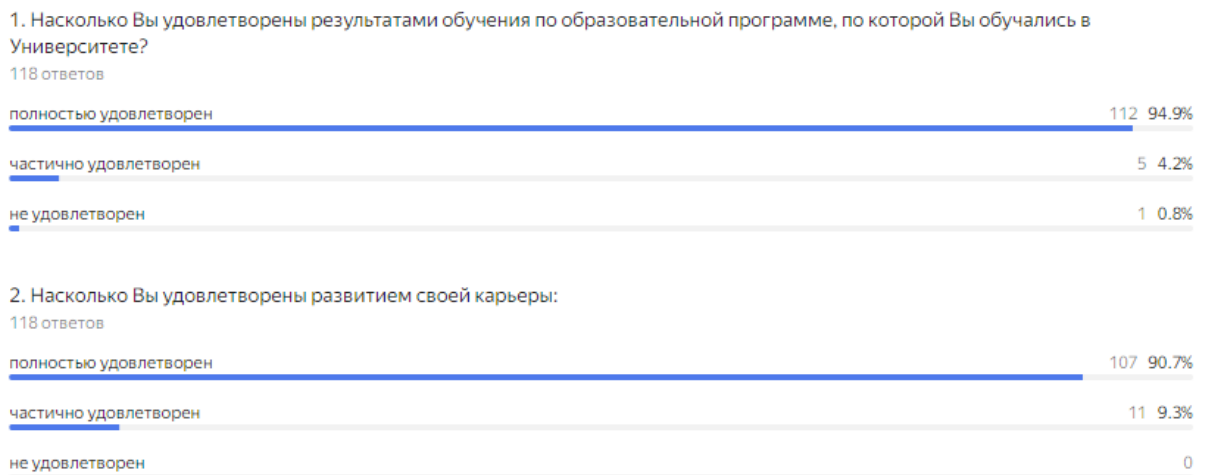 1. Насколько Вы удовлетворены результатами обучения по образовательной программе, по которой Вы обучались в
Университете?
118 ответов
полностью удовлетворен 112 94.9%
частично удовлетворен 5 4.2%
не удовлетворен 1 0.8%
2. Насколько Вы удовлетворены развитием своей карьеры:
118 ответов
полностью удовлетворен 107 90.7%
частично удовлетворен 11 9.3%
не удовлетворен 0